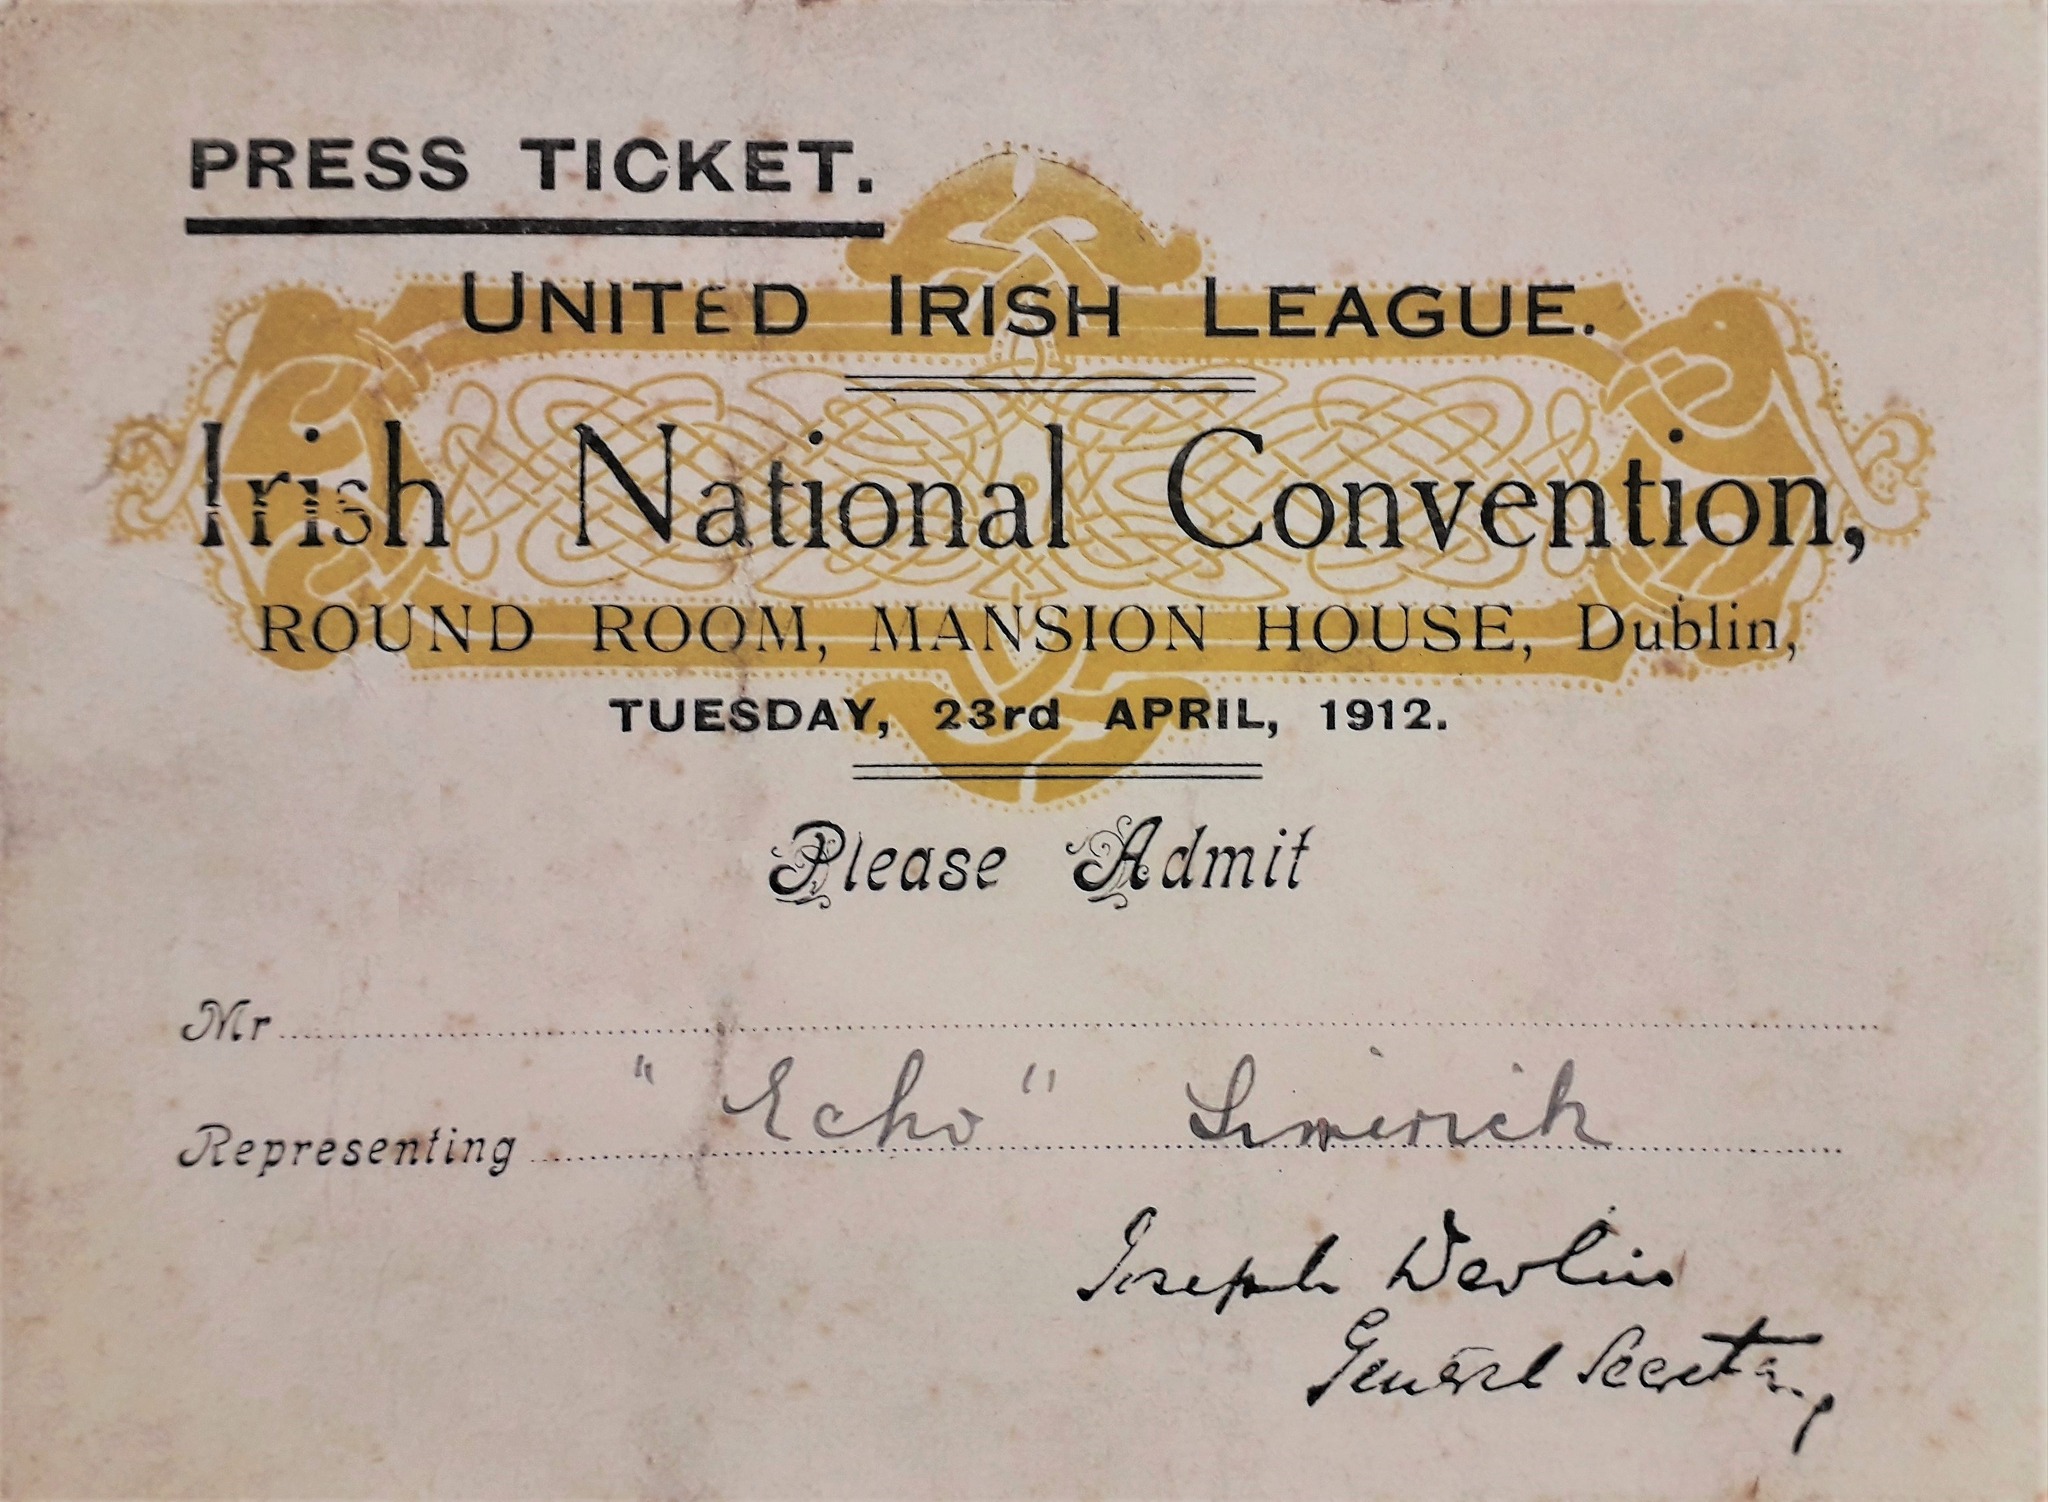 PRESS TICKET.
UNITED IRISH LEAGUE.
Irish National Convention,
ROUND ROOM, MANSION HOUSE, Dublin,
TUESDAY, 23rd APRIL, 1912.
Please Admit
Mr
Representing "Echo" Limerick
Joseph Devlin
General Secretary